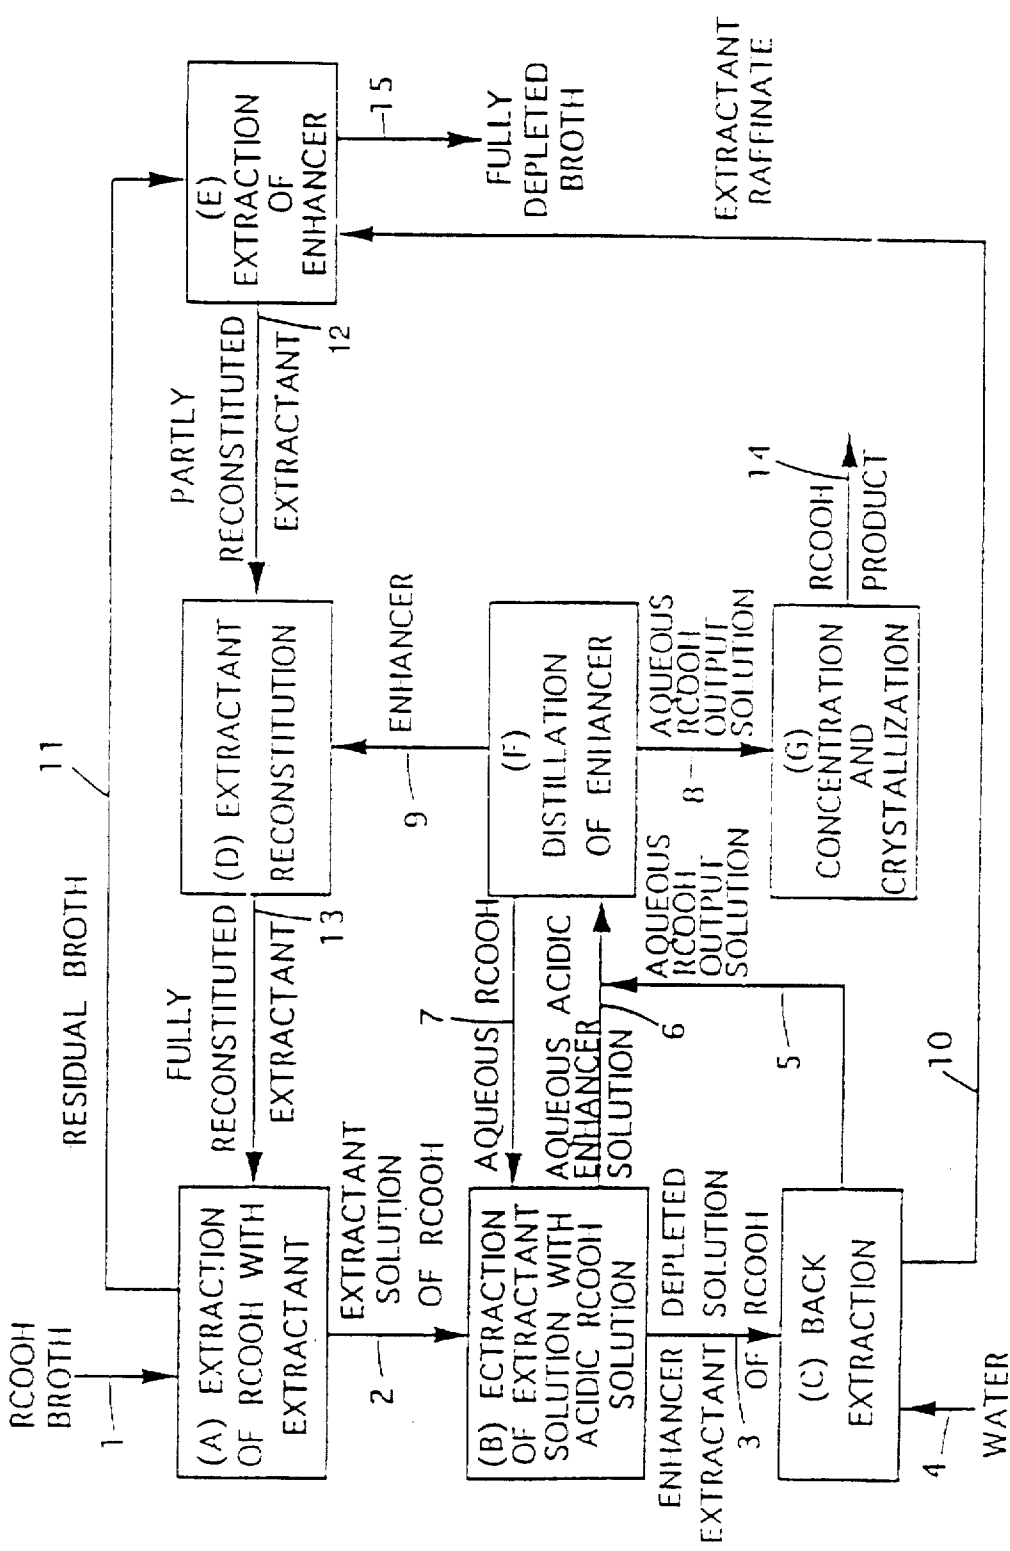 RCOOH
BROTH
1
(A) EXTRACTION
OF RCOOH WITH
EXTRACTANT
RESIDUAL BROTH
11
FULLY
RECONSTITUTED
EXTRACTANT
13
(D) EXTRACTANT
RECONSTITUTION
PARTLY
RECONSTITUTED
EXTRACTANT
12
(E)
EXTRACTION
OF
ENHANCER
15
FULLY
DEPLETED
BROTH
EXTRACTANT
SOLUTION
OF RCOOH
2
(B) ECTRACTION
OF EXTRACTANT
SOLUTION WITH
ACIDIC RCOOH
SOLUTION
AQUEOUS RCOOH
7
AQUEOUS ACIDIC
ENHANCER
SOLUTION
6
ENHANCER
9
(F)
DISTILLATION
OF ENHANCER
AQUEOUS
RCOOH
OUTPUT
SOLUTION
8
ENHANCER DEPLETED
EXTRACTANT SOLUTION
OF RCOOH
3
AQUEOUS
RCOOH
OUTPUT
SOLUTION
5
(G)
CONCENTRATION
AND
CRYSTALLIZATION
RCOOH
PRODUCT
14
(C) BACK
EXTRACTION
4
WATER
10
EXTRACTANT
RAFFINATE